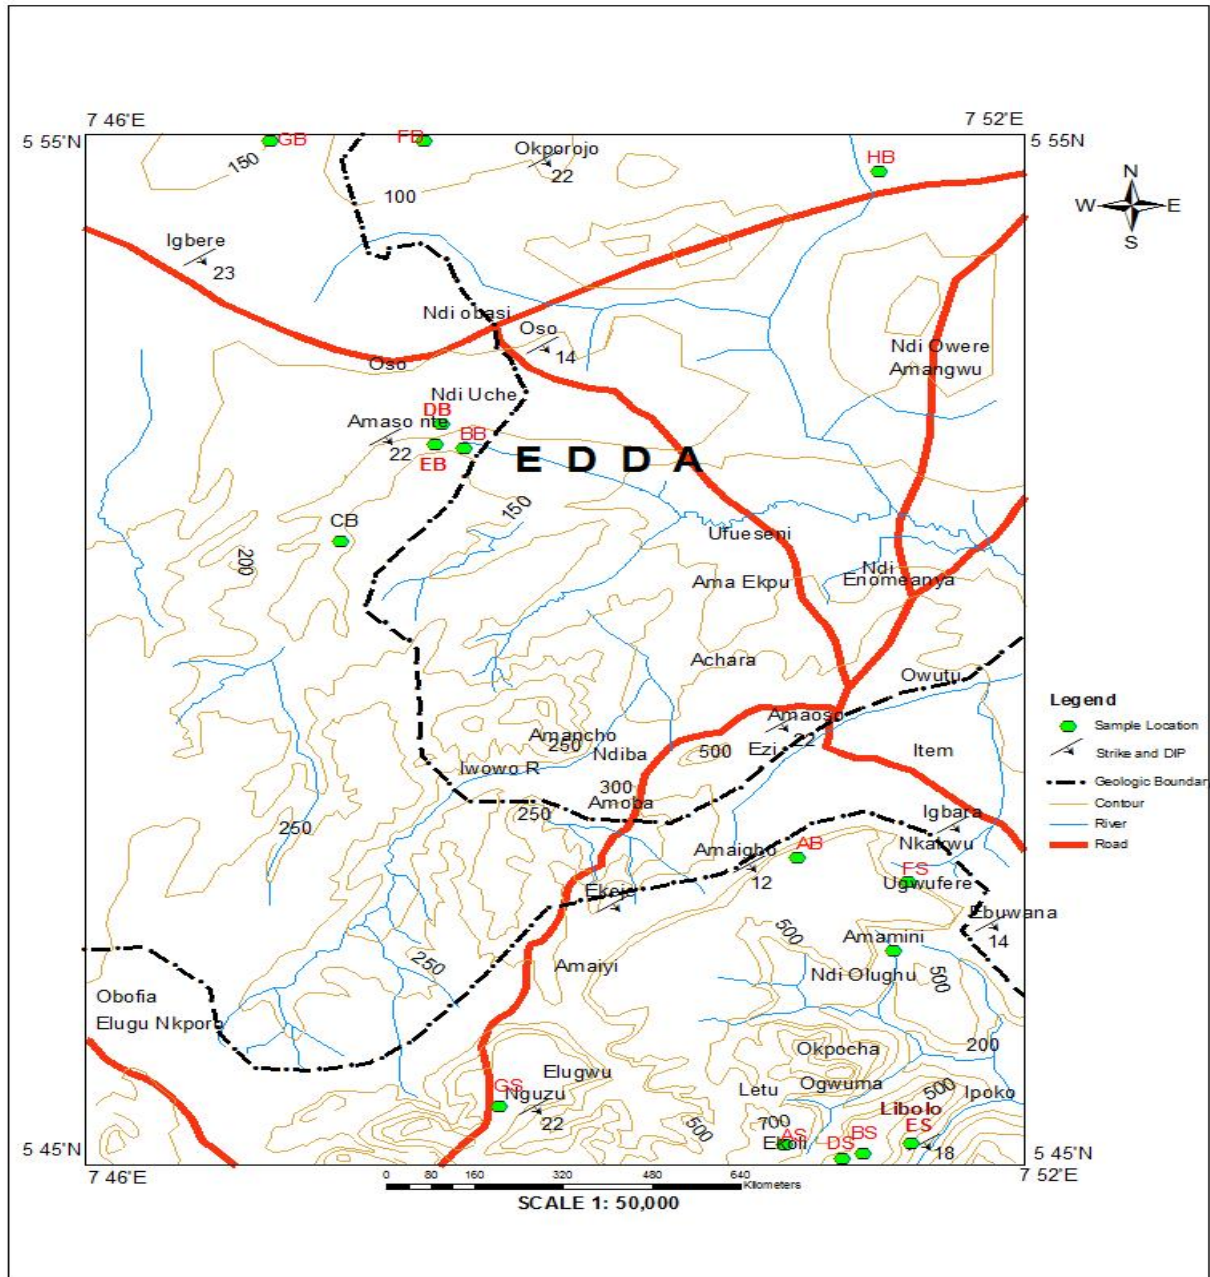 7 46'E
7 52'E
5 55'N
5 55'N
GB
FB
Okporojo
150
22
HB
100
N
W
E
S
Igbere
23
Ndi obasi
Oso
14
Oso
Ndi Owere
Amangwu
Ndi Uche
DB
Amaso nte
BB
22
EB
E D D A
150
CB
200
Ufueseni
Ndi
Enomeanya
Ama Ekpu
Achara
Owutu
Legend
Sample Location
Strike and DIP
Geologic Boundary
Contour
River
Road
Amaoso
22
Amancho
250
Ndiba
500
Ezi
Item
Iwowo R
300
Amoba
250
250
Igbara
Nkakwu
Amaigbo
AB
12
FS
Ugwufere
Ekeje
Ebuwana
14
500
Amamini
250
Amaiyi
Ndi Olughu
500
Obofia
Elugu Nkporo
Okpocha
200
Elugwu
Letu
Ogwuma
500
Ipoko
GS
Nguzu
22
Libolo
ES
700
500
AS
Ekoli
DS
BS
18
5 45'N
5 45'N
7 46'E
7 52'E
0 80 160 320 480 640
Kilometers
SCALE 1: 50,000